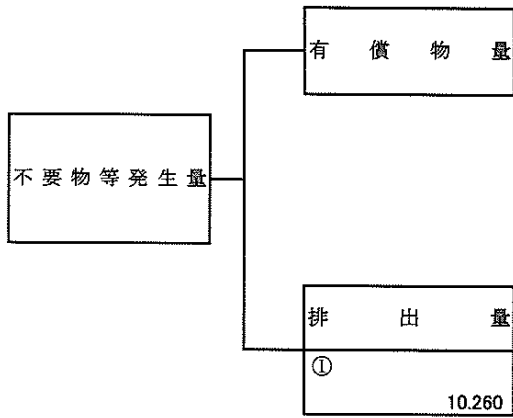 有償物量
不要物等発生量
排出量
①
10.260